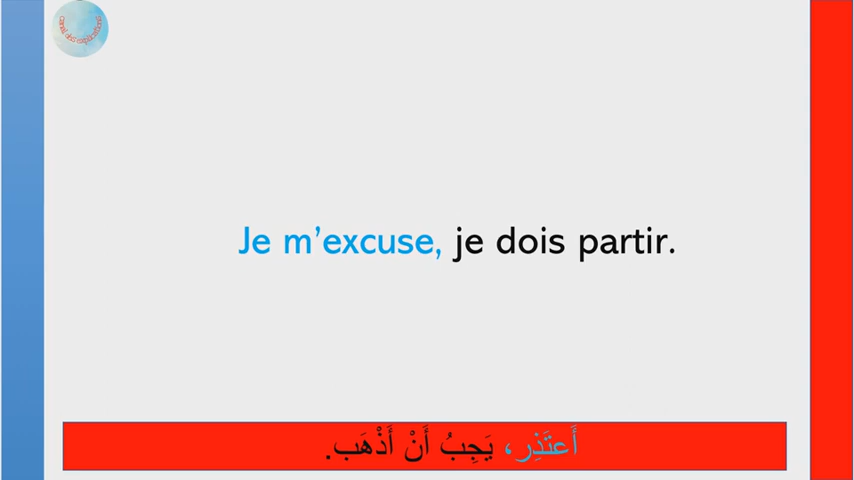 Je m’excuse, je dois partir.
أَعتَذِر، يَجِبُ أَنْ أَذْهَب.